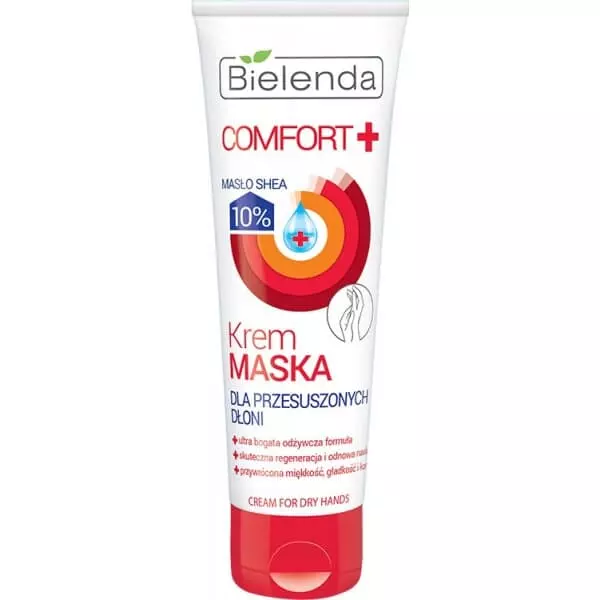 Bielenda
COMFORT+
MASŁO SHEA
10%
Krem
MASKA
DLA PRZESUSZONYCH
DŁONI
+ultra bogata odżywcza formuła
+skuteczna regeneracja i odnowa
+przywrócona miękkość, gładkość i
CREAM FOR DRY HANDS